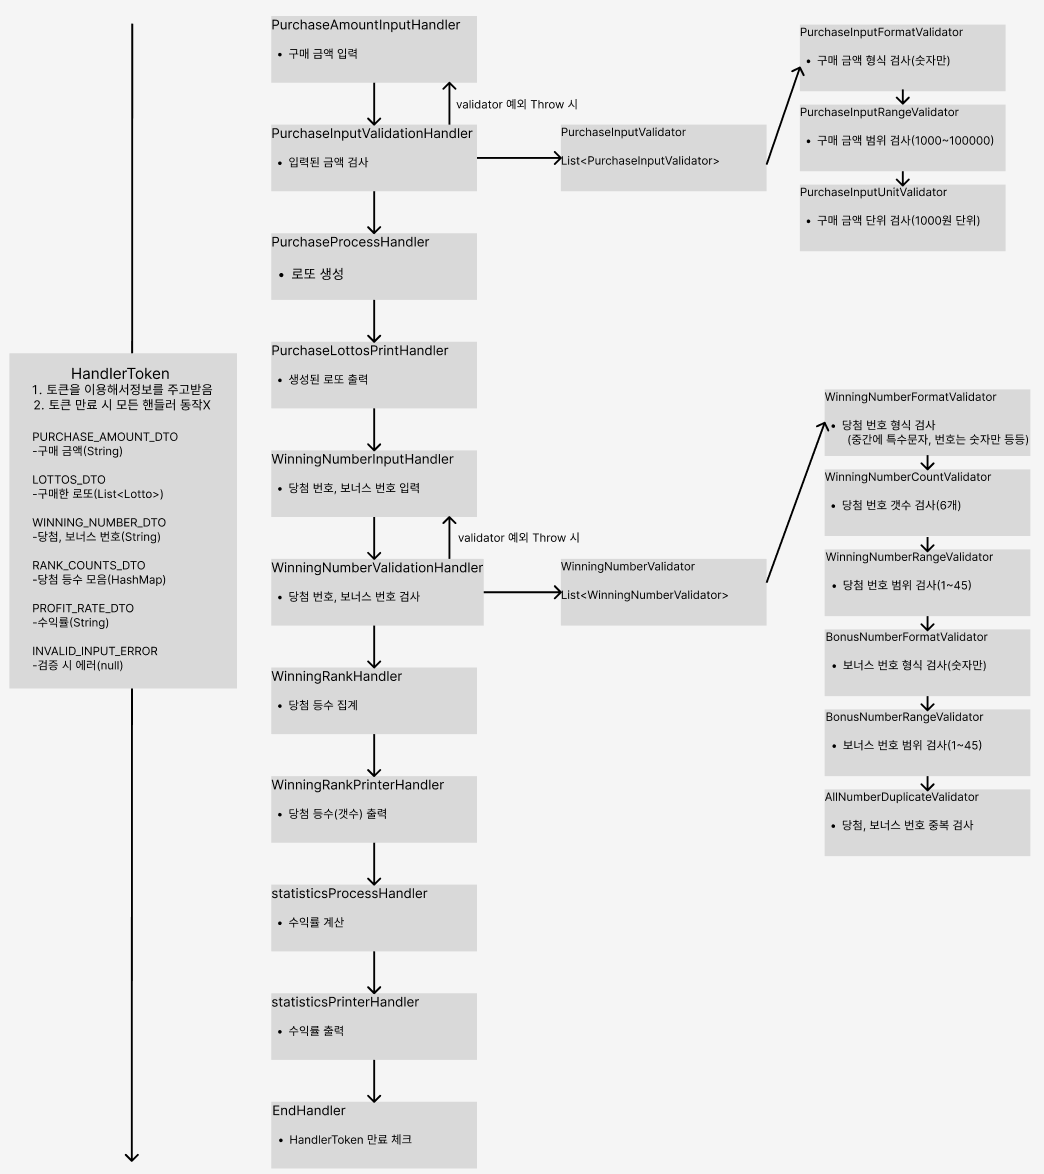 PurchaseAmountInputHandler
• 구매 금액 입력
validator 예외 Throw 시
PurchaseInputValidationHandler
• 입력된 금액 검사
PurchaseInputValidator
List<PurchaseInputValidator>
PurchaseInputFormatValidator
• 구매 금액 형식 검사(숫자만)
PurchaseInputRangeValidator
• 구매 금액 범위 검사(1000~100000)
PurchaseInputUnitValidator
• 구매 금액 단위 검사(1000원 단위)
PurchaseProcessHandler
• 로또 생성
PurchaseLottosPrintHandler
• 생성된 로또 출력
HandlerToken
1. 토큰을 이용해서정보를 주고받음
2. 토큰 만료 시 모든 핸들러 동작X
PURCHASE_AMOUNT_DTO
-구매 금액(String)
LOTTOS_DTO
-구매한 로또(List<Lotto>)
WINNING_NUMBER_DTO
-당첨, 보너스 번호(String)
RANK_COUNTS_DTO
-당첨 등수 모음(HashMap)
PROFIT_RATE_DTO
-수익률(String)
INVALID_INPUT_ERROR
-검증 시 에러(null)
WinningNumberInputHandler
• 당첨 번호, 보너스 번호 입력
validator 예외 Throw 시
WinningNumberValidationHandler
• 당첨 번호, 보너스 번호 검사
WinningNumberValidator
List<WinningNumberValidator>
WinningNumberFormatValidator
• 당첨 번호 형식 검사
(중간에 특수문자, 번호는 숫자만 등등)
WinningNumberCountValidator
• 당첨 번호 갯수 검사(6개)
WinningNumberRangeValidator
• 당첨 번호 범위 검사(1~45)
BonusNumberFormatValidator
• 보너스 번호 형식 검사(숫자만)
BonusNumberRangeValidator
• 보너스 번호 범위 검사(1~45)
AllNumberDuplicateValidator
• 당첨, 보너스 번호 중복 검사
WinningRankHandler
• 당첨 등수 집계
WinningRankPrinterHandler
• 당첨 등수(갯수) 출력
statisticsProcessHandler
• 수익률 계산
statisticsPrinterHandler
• 수익률 출력
EndHandler
• HandlerToken 만료 체크